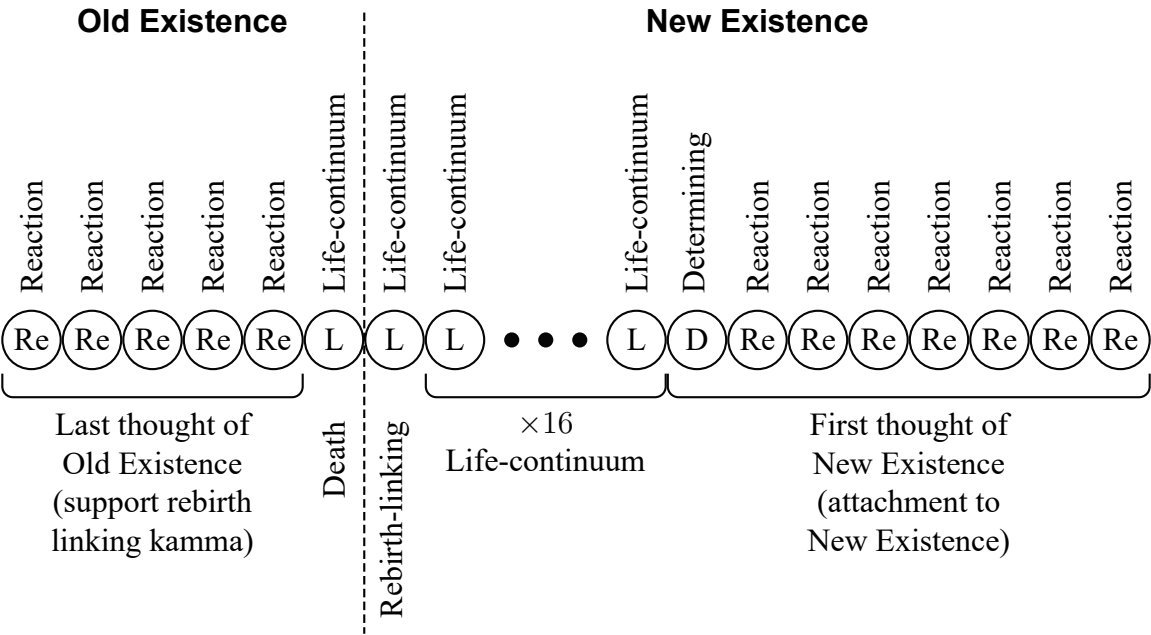 Old Existence
New Existence
Reaction
Reaction
Reaction
Reaction
Reaction
Life-continuum
Life-continuum
Life-continuum
Life-continuum
Determining
Reaction
Reaction
Reaction
Reaction
Reaction
Reaction
Reaction
Re
Re
Re
Re
Re
L
L
L
L
D
Re
Re
Re
Re
Re
Re
Re
Last thought of
Old Existence
(support rebirth
linking kamma)
Death
Rebirth-linking
×16
Life-continuum
First thought of
New Existence
(attachment to
New Existence)